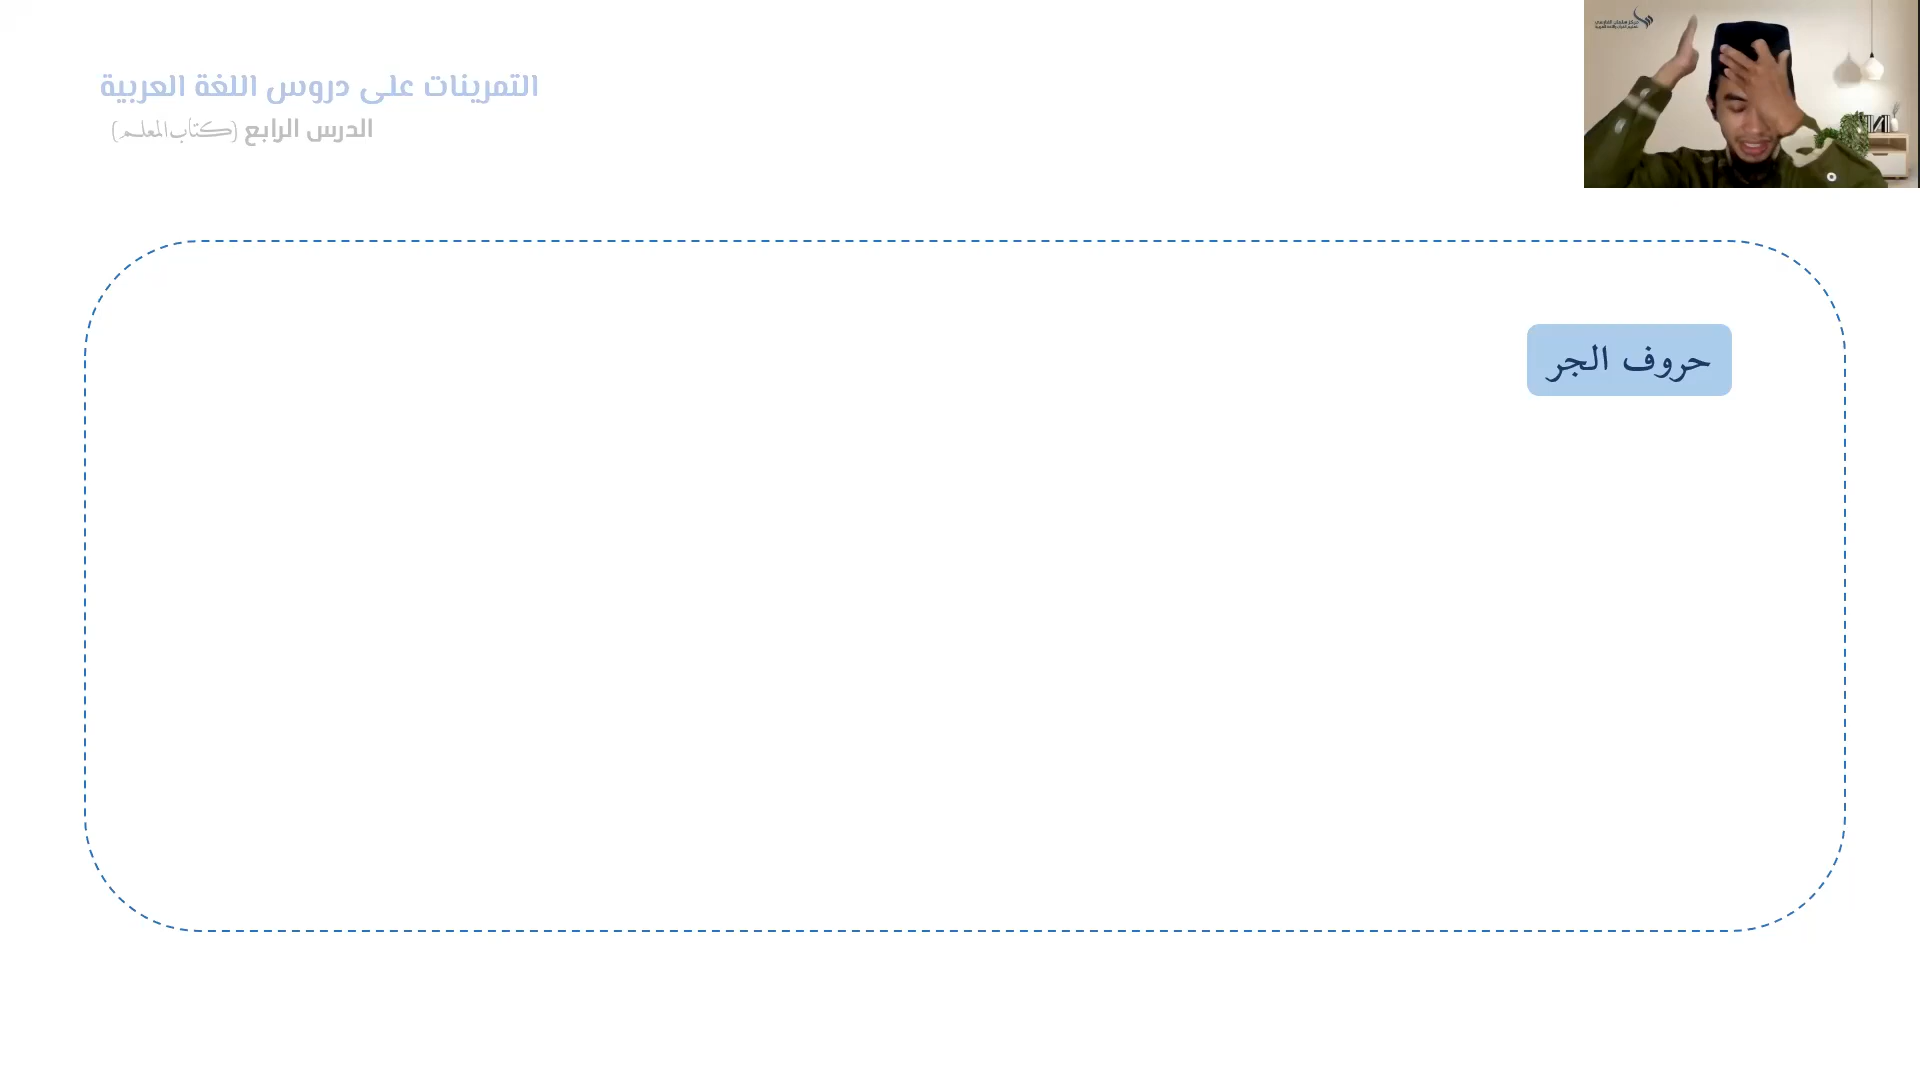 التمرينات على دروس اللغة العربية
الدرس الرابع (كتاب المعلم)
حروف الجر